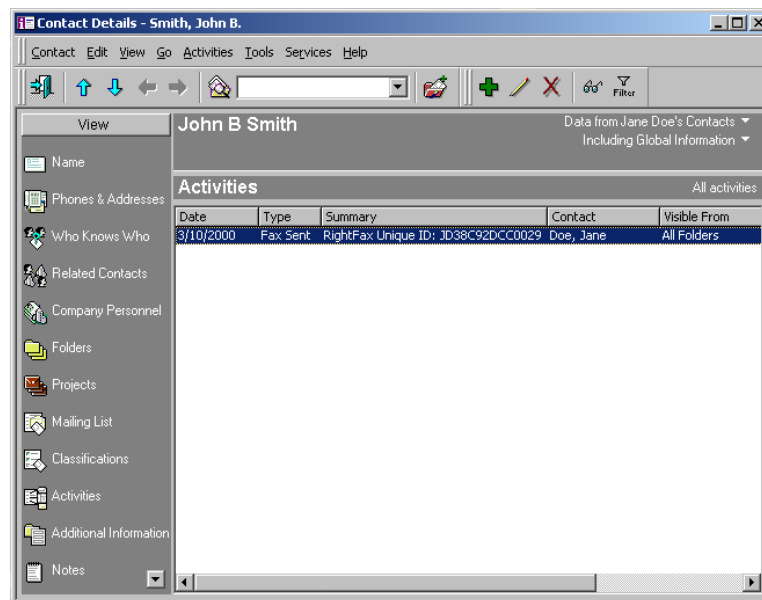 Contact Details - Smith, John B.
Contact Edit View Go Activities Tools Services Help
Filter
View
John B Smith
Data from Jane Doe's Contacts
Including Global Information
Name
Phones & Addresses
Who Knows Who
Related Contacts
Company Personnel
Folders
Projects
Mailing List
Classifications
Activities
Additional Information
Notes
Activities
All activities
Date Type Summary Contact Visible From
3/10/2000 Fax Sent RightFax Unique ID: JD38C92DCC0029 Doe, Jane All Folders